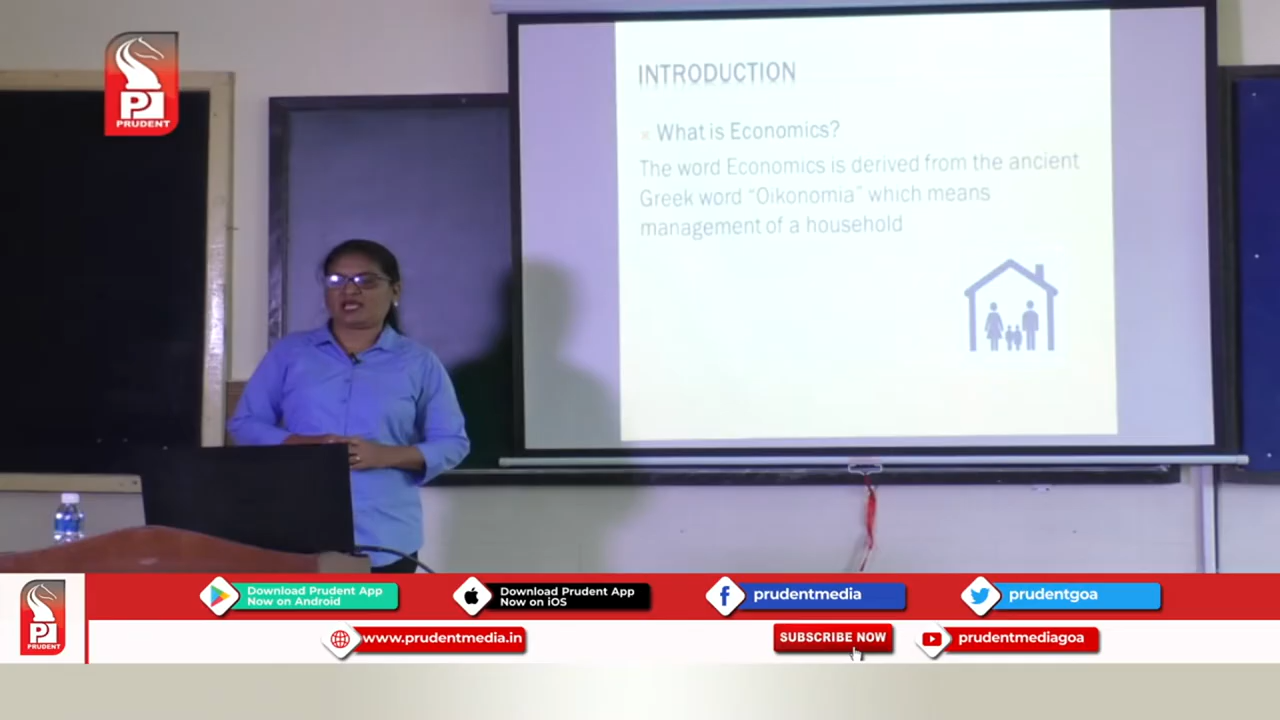 PRUDENT
INTRODUCTION
What is Economics?
The word Economics is derived from the ancient
Greek word "Oikonomia" which means
management of a household
PRUDENT
Download Prudent App
Now on Android
Download Prudent App
Now on iOS
prudentmedia
prudentgoa
www.prudentmedia.in
SUBSCRIBE NOW
prudentmediagoa